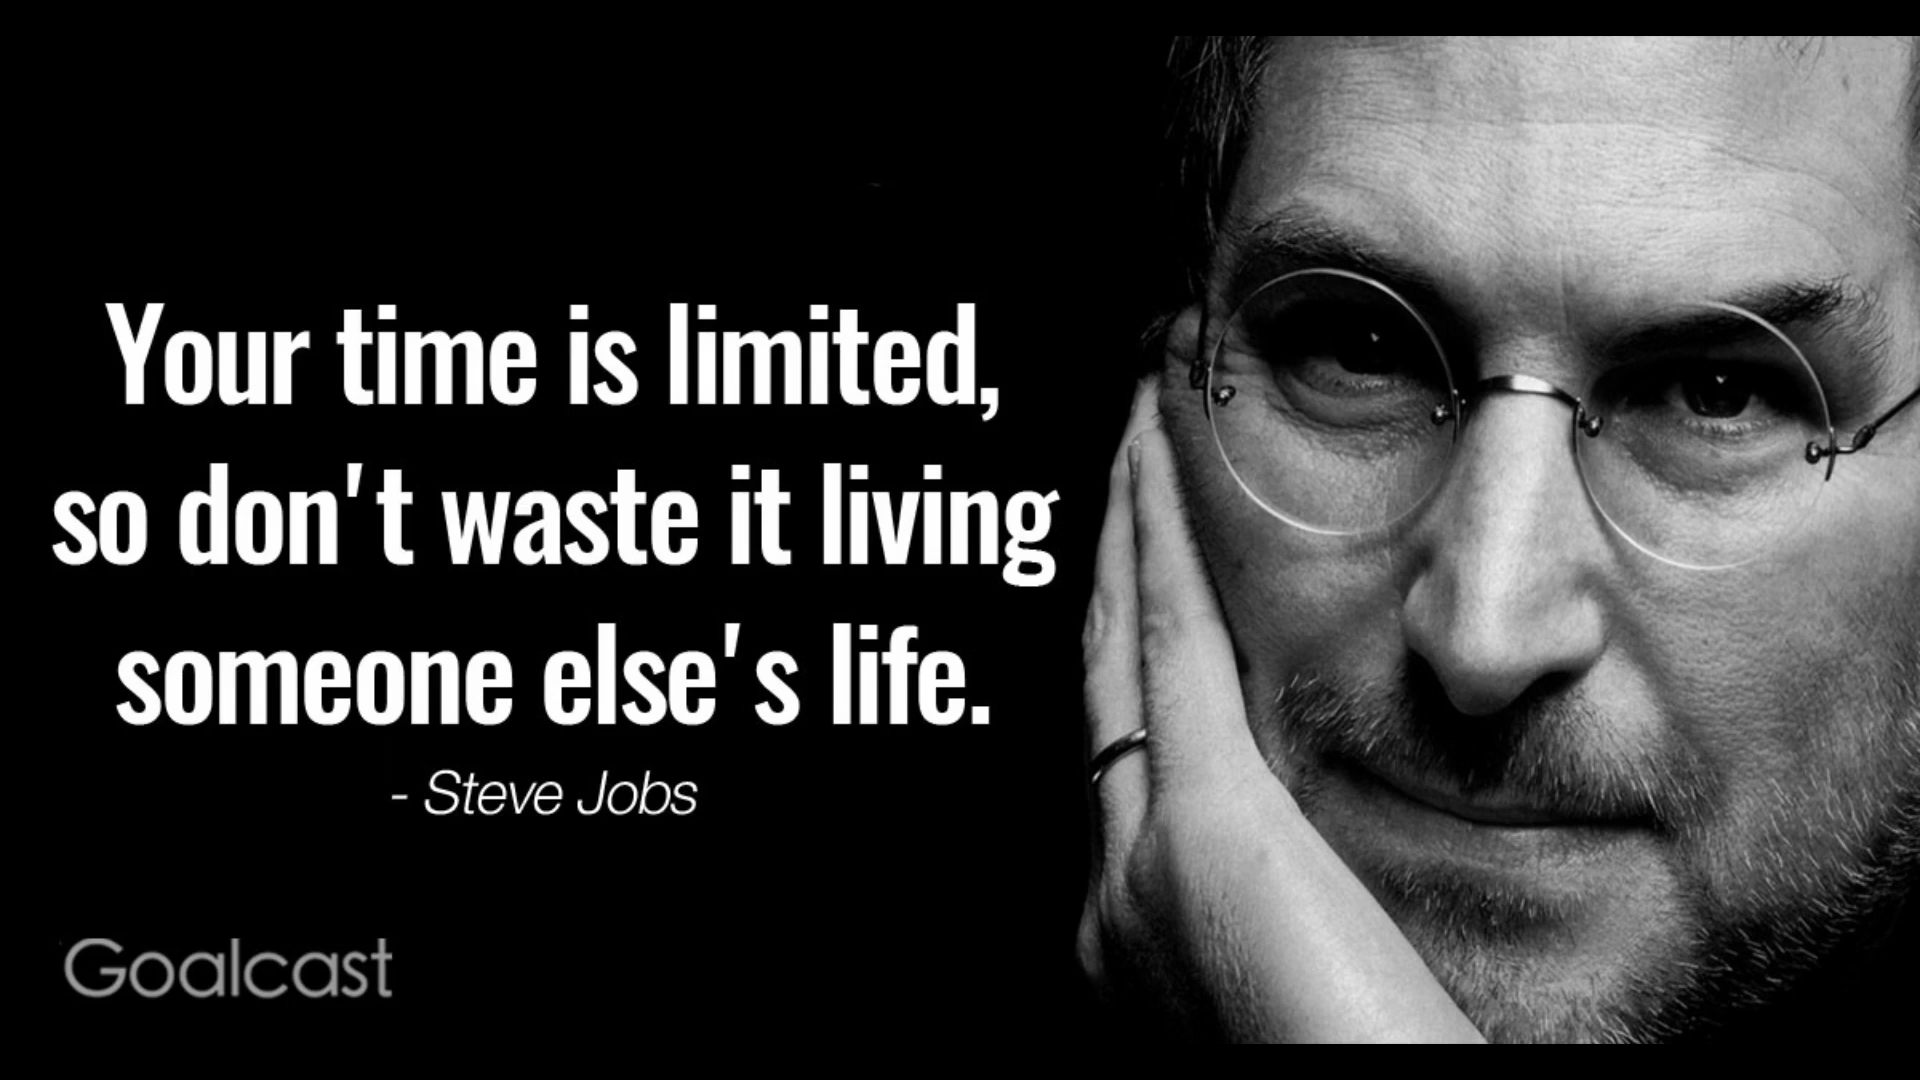 Your time is limited,
so don't waste it living
someone else's life.
- Steve Jobs
Goalcast